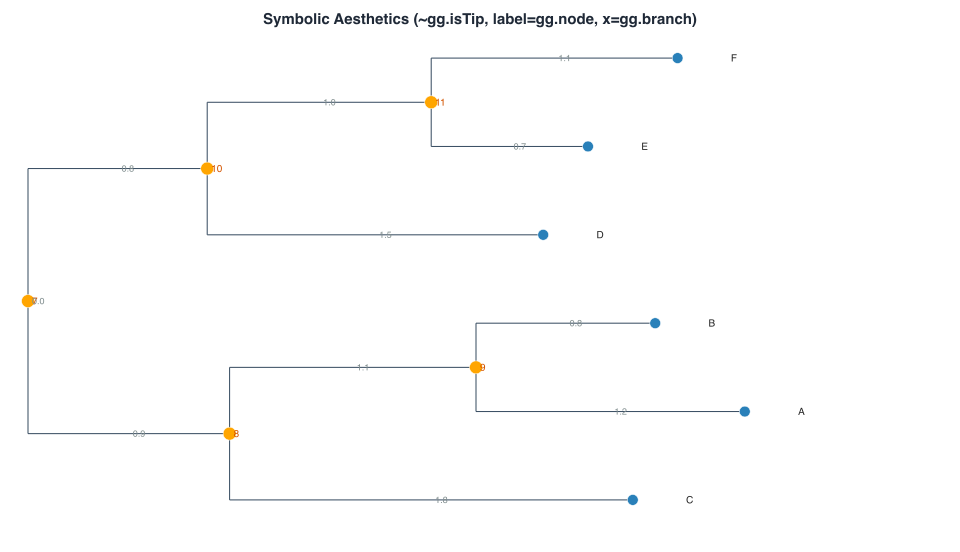 Symbolic Aesthetics (~gg.isTip, label=gg.node, x=gg.branch)
1.1 F
1.0 11
0.7 E
0.8 10
1.5 D
0.8 B
1.1 9
1.2 A
0.9 8
1.8 C